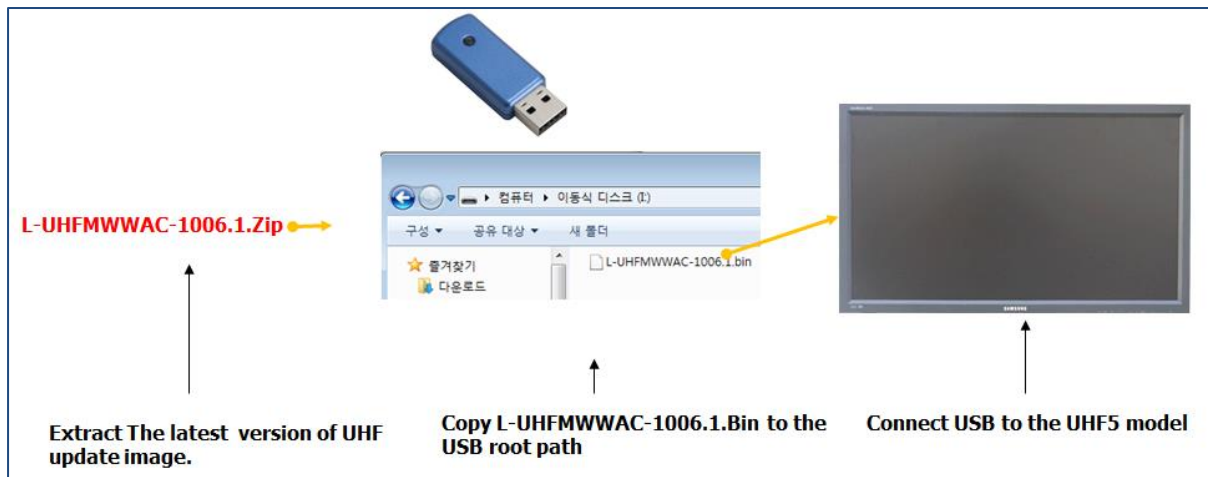 L-UHFMWWAC-1006.1.Zip
컴퓨터 ▸ 이동식 디스크 (I:)
구성 ▾ 공유 대상 ▾ 새 폴더
즐겨찾기
다운로드
L-UHFMWWAC-1006.1.bin
SAMSUNG
Extract The latest version of UHF
update image.
Copy L-UHFMWWAC-1006.1.Bin to the
USB root path
Connect USB to the UHF5 model